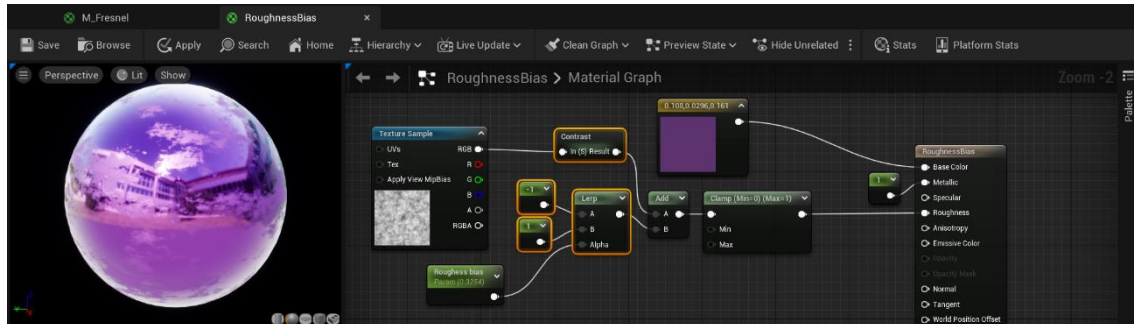 M_Fresnel
RoughnessBias
Save Browse Apply Search Home Hierarchy Live Update Clean Graph Preview State Hide Unrelated Stats Platform Stats
Perspective Lit Show
RoughnessBias > Material Graph
Zoom -2
Palette
0.108,0.0296,0.161
Texture Sample
UVs
Tex
Apply View MipBias
RGB
R
G
B
A
RGBA
Contrast
In (S) Result
-1
1
Lerp
A
B
Alpha
Add
A
B
Clamp (Min=0) (Max=1)
Min
Max
Roughess bias
Param (0.3254)
1
RoughnessBias
Base Color
Metallic
Specular
Roughness
Anisotropy
Emissive Color
Opacity
Opacity Mask
Normal
Tangent
World Position Offset